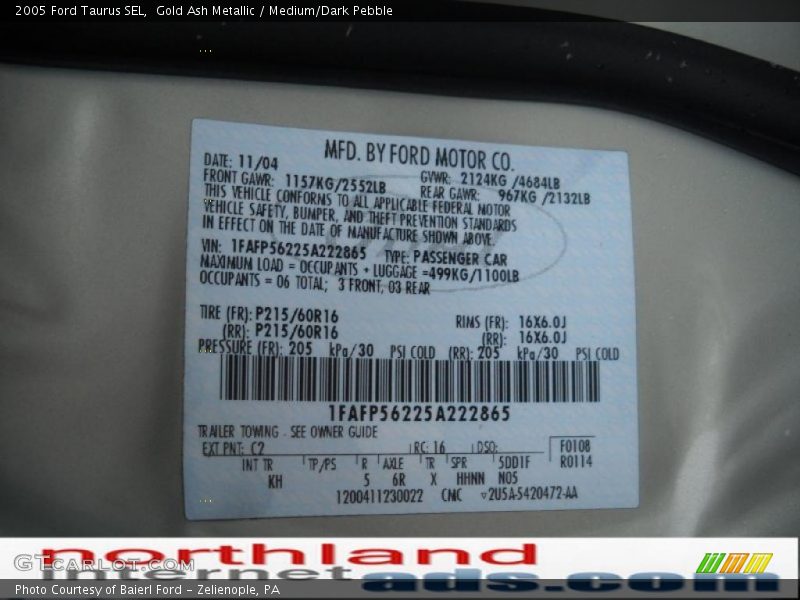 2005 Ford Taurus SEL,  Gold Ash Metallic / Medium/Dark Pebble
MFD. BY FORD MOTOR CO.
DATE: 11/04 GVWR: 2124KG /4684LB
FRONT GAWR: 1157KG/2552LB REAR GAWR: 967KG /2132LB
THIS VEHICLE CONFORMS TO ALL APPLICABLE FEDERAL MOTOR
VEHICLE SAFETY, BUMPER, AND THEFT PREVENTION STANDARDS
IN EFFECT ON THE DATE OF MANUFACTURE SHOWN ABOVE.
VIN: 1FAFP56225A222865 TYPE: PASSENGER CAR
MAXIMUM LOAD = OCCUPANTS + LUGGAGE =499KG/1100LB
OCCUPANTS = 06 TOTAL; 3 FRONT, 03 REAR
TIRE (FR): P215/60R16 RIMS (FR): 16X6.0J
(RR): P215/60R16 (RR): 16X6.0J
PRESSURE (FR): 205 kPa/30 PSI COLD (RR): 205 kPa/30 PSI COLD
1FAFP56225A222865
TRAILER TOWING - SEE OWNER GUIDE
EXT PNT: C2 RC: 16 DSO: F0108
INT TR TP/PS R AXLE TR SPR 5DD1F R0114
KH 5 6R X HHNN N05
1200411230022 CMC 2U5A-5420472-AA
northland
Internet ads.com
GTCARLOT.COM
Photo Courtesy of Baierl Ford - Zelienople, PA